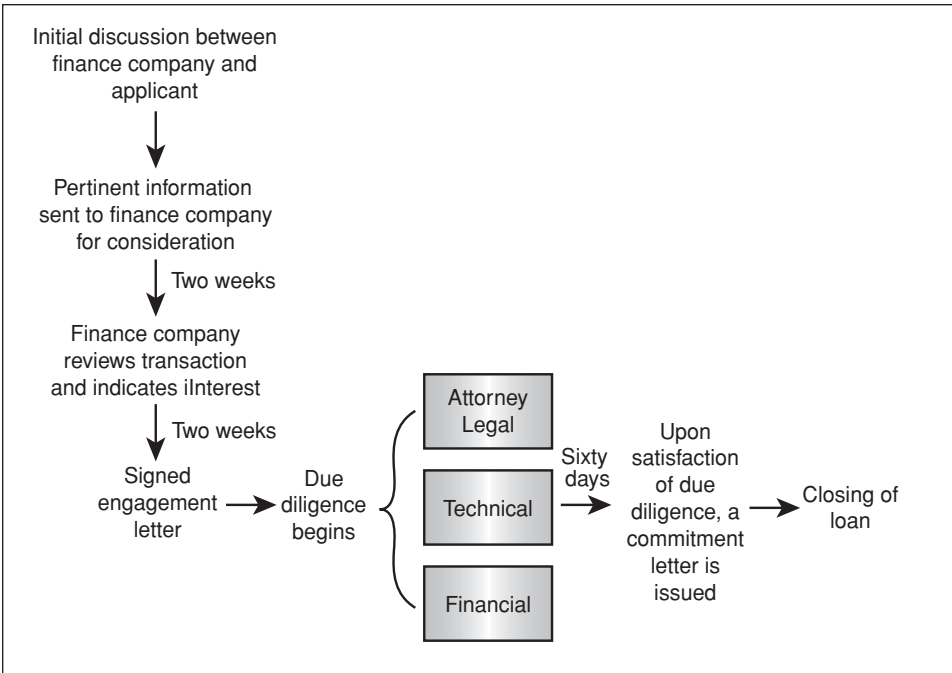 Initial discussion between
finance company and
applicant
Pertinent information
sent to finance company
for consideration
Two weeks
Finance company
reviews transaction
and indicates iInterest
Two weeks
Signed
engagement
letter
Due
diligence
begins
Attorney
Legal
Technical
Financial
Sixty
days
Upon
satisfaction
of due
diligence, a
commitment
letter is
issued
Closing of
loan